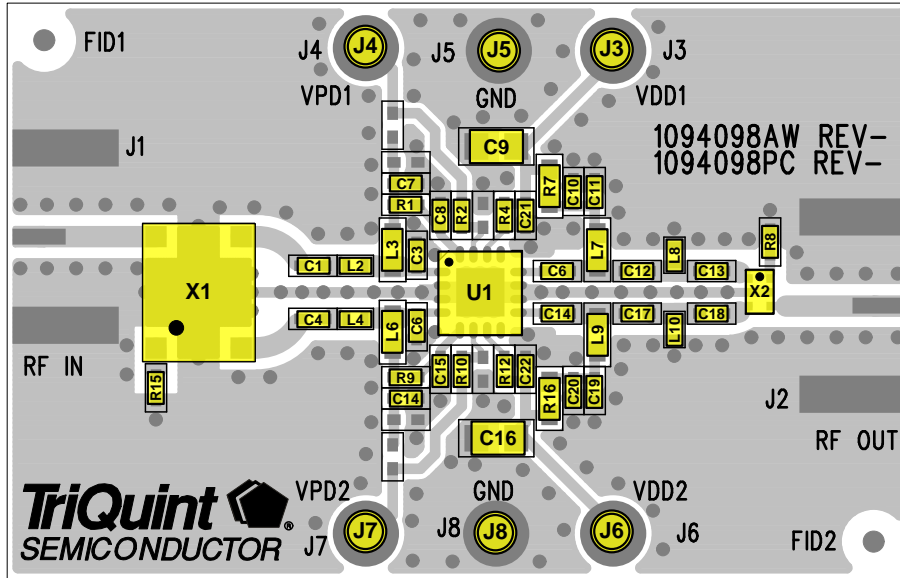 FID1
J4
J4
J5
J5
J3
J3
VPD1
GND
VDD1
J1
C9
1094098AW REV-
1094098PC REV-
C7
R1
C8
R2
R4
C21
R7
C10
C11
L3
C3
L7
L8
R8
C1
L2
C6
C12
C13
X1
U1
X2
C4
L4
L6
C6
C14
L9
C17
L10
C18
RF IN
R15
R9
C14
C15
R10
R12
C22
R16
C20
C19
J2
C16
RF OUT
TriQuint ®
SEMICONDUCTOR
VPD2
GND
VDD2
J7
J7
J8
J8
J6
J6
FID2